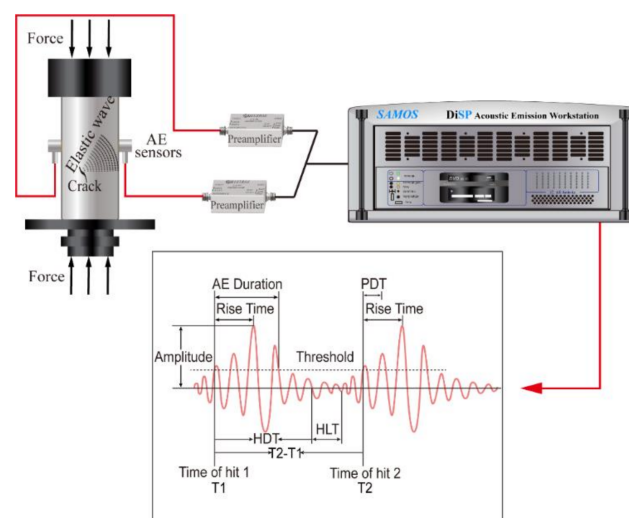 Force
SAMOS DiSP Acoustic Emission Workstation
Elastic wave
AE
sensors
Preamplifier
Crack
Preamplifier
Force
AE Duration
PDT
Rise Time
Rise Time
Amplitude
Threshold
HDT
HLT
T2-T1
Time of hit 1
T1
Time of hit 2
T2